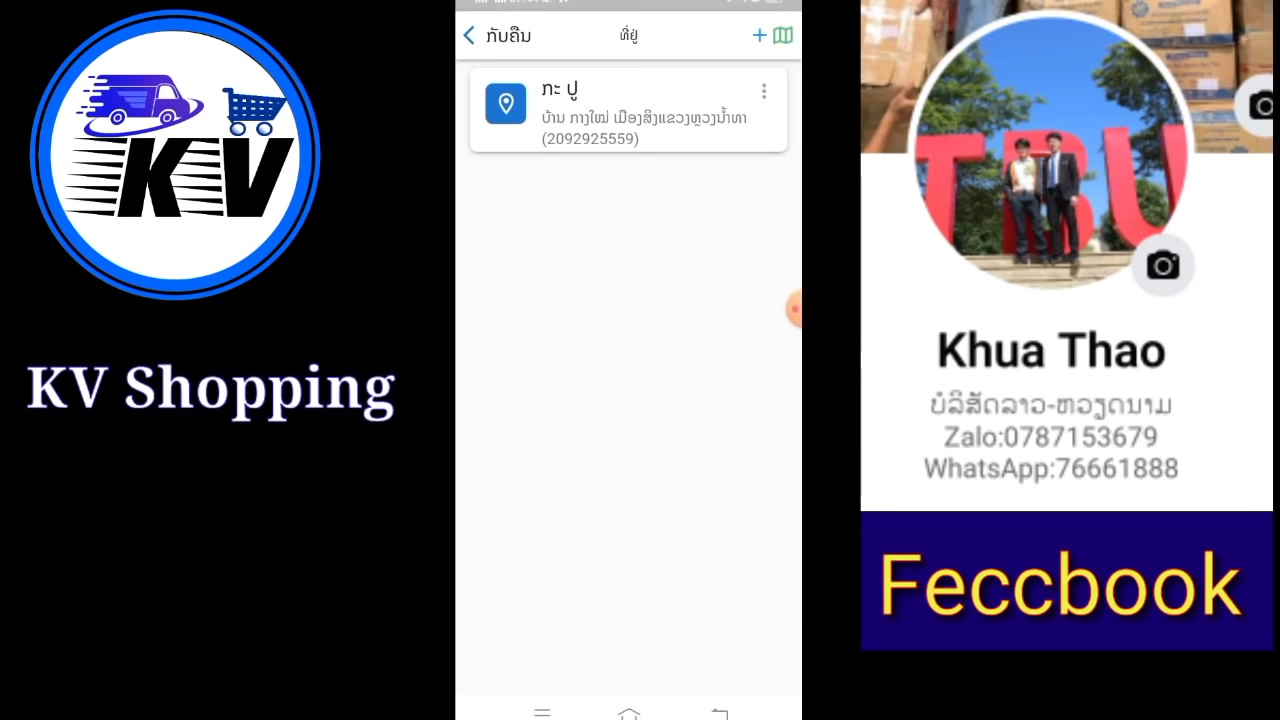 KV
KV Shopping
ກັບຄືນ
ທີ່ຢູ່
ກະ ປູ
ບ້ານ ກາງໃໝ່ ເມືອງສິງແຂວງຫຼວງນ້ຳທາ
(2092925559)
TBU
Khua Thao
ບໍລິສັດລາວ-ຫວຽດນາມ
Zalo:0787153679
WhatsApp:76661888
Feccbook